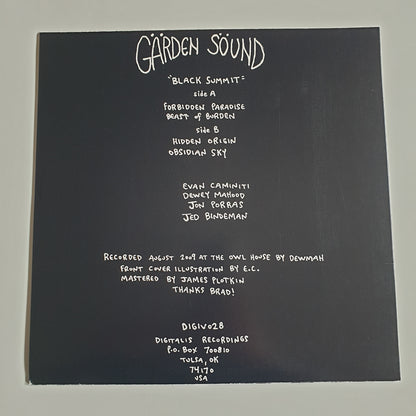 GÄRDEN SÖUND
"BLACK SUMMIT"
side A
FORBIDDEN PARADISE
BEAST of BURDEN
side B
HIDDEN ORIGIN
OBSIDIAN SKY
EVAN CAMINITI
DEWEY MAHOOD
JON PORRAS
JED BINDEMAN
RECORDED AUGUST 2009 AT THE OWL HOUSE BY DEWMAH
FRONT COVER ILLUSTRATION BY E.C.
MASTERED BY JAMES PLOTKIN
THANKS BRAD!
DIGIV028
DIGITALIS RECORDINGS
P.O. BOX 700810
TULSA, OK
74170
USA